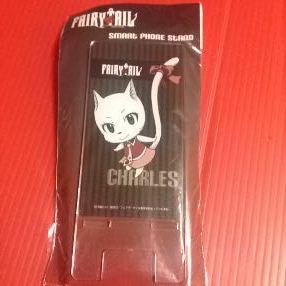 FAIRY TAIL
SMART PHONE STAND
FAIRY TAIL
CHARLES